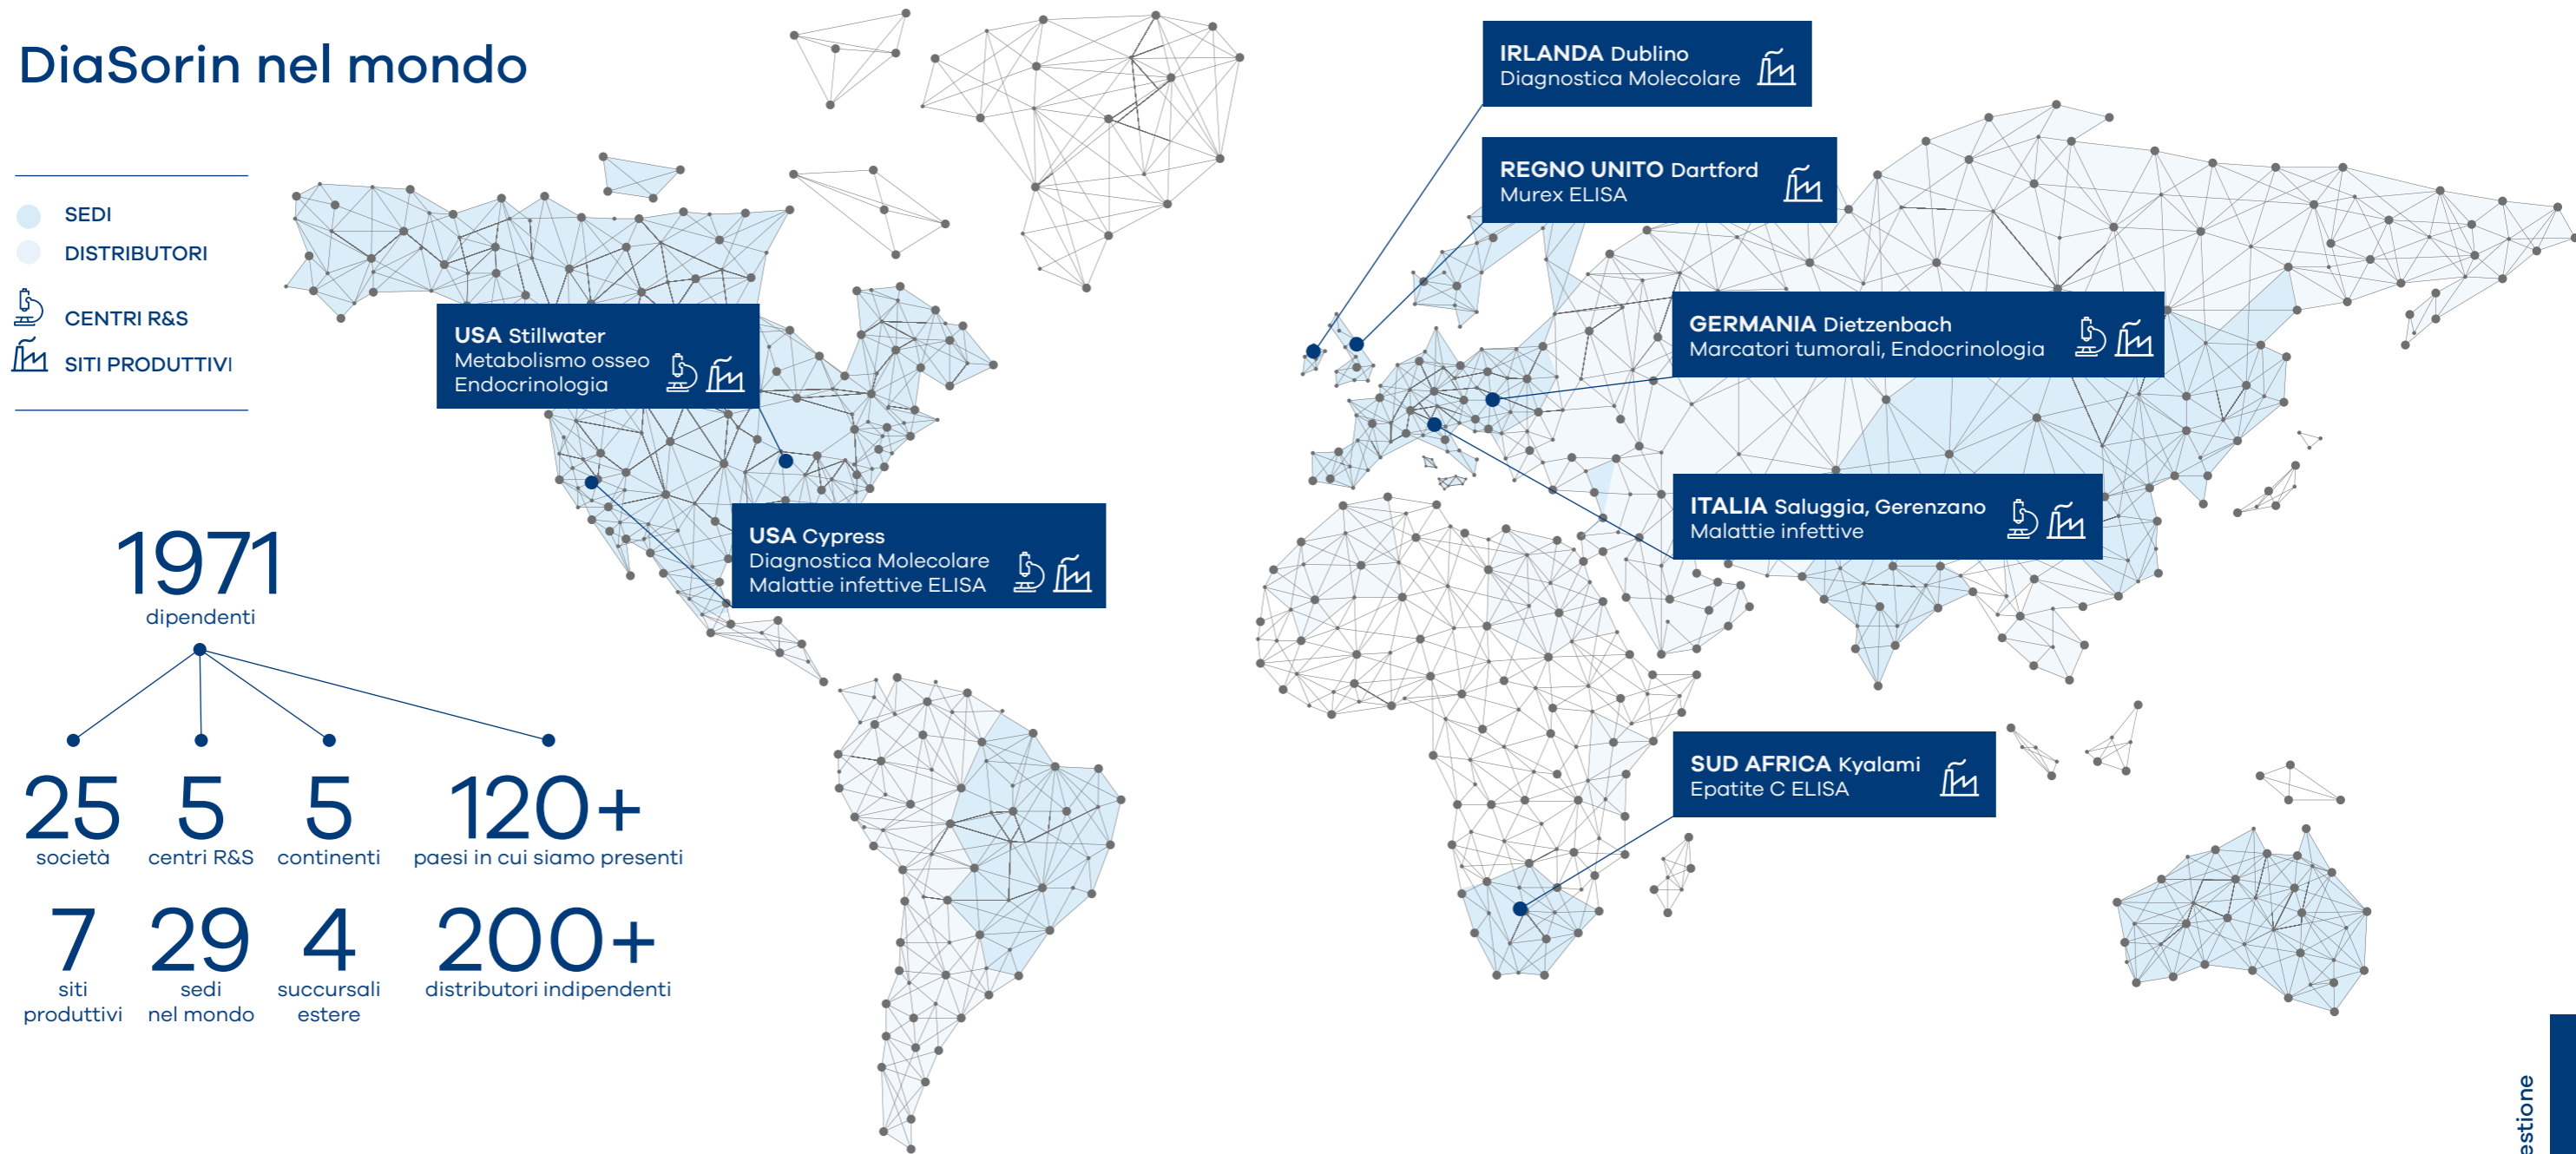 DiaSorin nel mondo
SEDI
DISTRIBUTORI
CENTRI R&S
SITI PRODUTTIVI
1971
dipendenti
25
società
5
centri R&S
5
continenti
120+
paesi in cui siamo presenti
7
siti
produttivi
29
sedi
nel mondo
4
succursali
estere
200+
distributori indipendenti
USA Stillwater
Metabolismo osseo
Endocrinologia
USA Cypress
Diagnostica Molecolare
Malattie infettive ELISA
IRLANDA Dublino
Diagnostica Molecolare
REGNO UNITO Dartford
Murex ELISA
GERMANIA Dietzenbach
Marcatori tumorali, Endocrinologia
ITALIA Saluggia, Gerenzano
Malattie infettive
SUD AFRICA Kyalami
Epatite C ELISA
estione